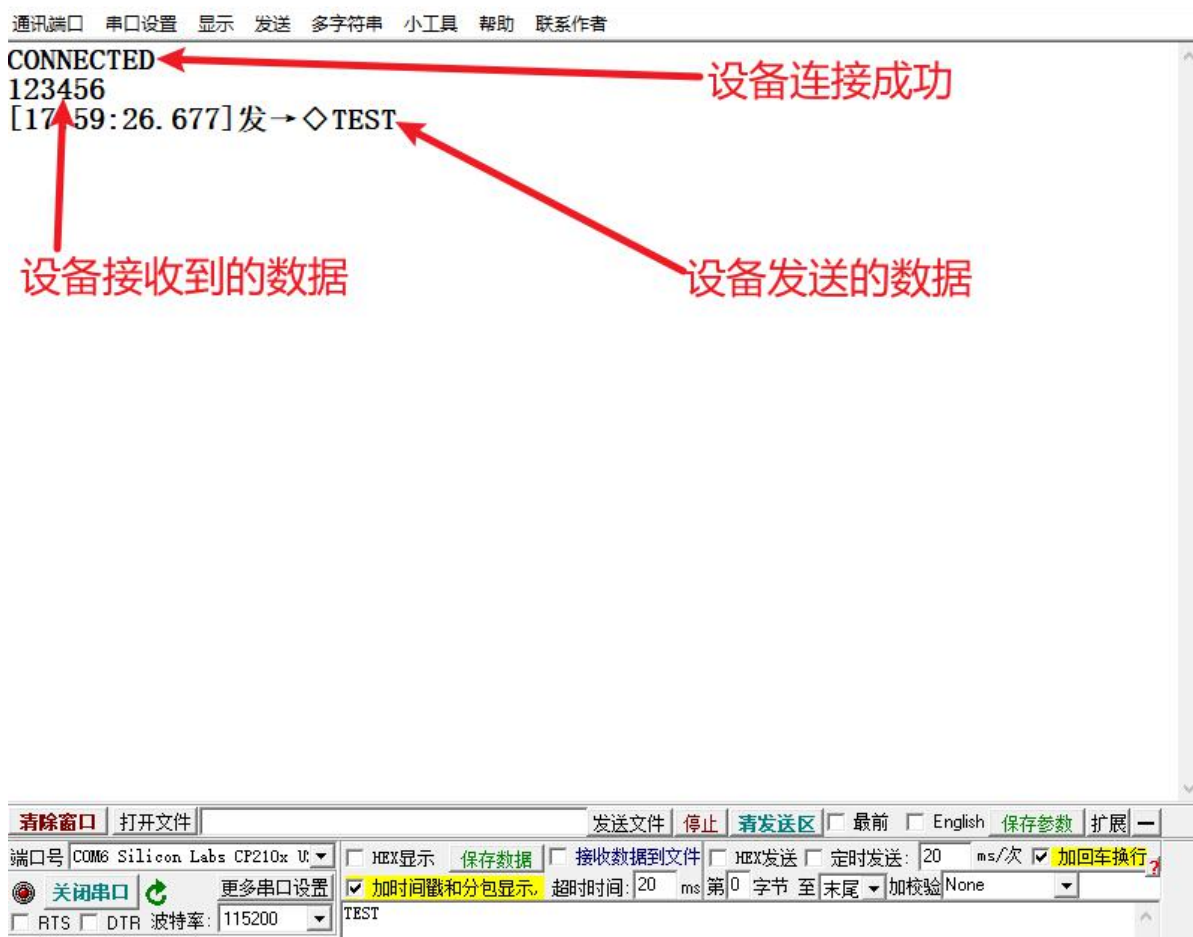 通讯端口 串口设置 显示 发送 多字符串 小工具 帮助 联系作者
CONNECTED
设备连接成功
123456
[17:59:26.677]发→◇TEST
设备接收到的数据
设备发送的数据
清除窗口 打开文件 发送文件 停止 清发送区 最前 English 保存参数 扩展 —
端口号 COM6 Silicon Labs CP210x HEX显示 保存数据 接收数据到文件 HEX发送 定时发送: 20 ms/次 加回车换行 ?
关闭串口 更多串口设置 加时间戳和分包显示, 超时时间: 20 ms 第 0 字节 至 末尾 加校验 None
RTS DTR 波特率: 115200 TEST